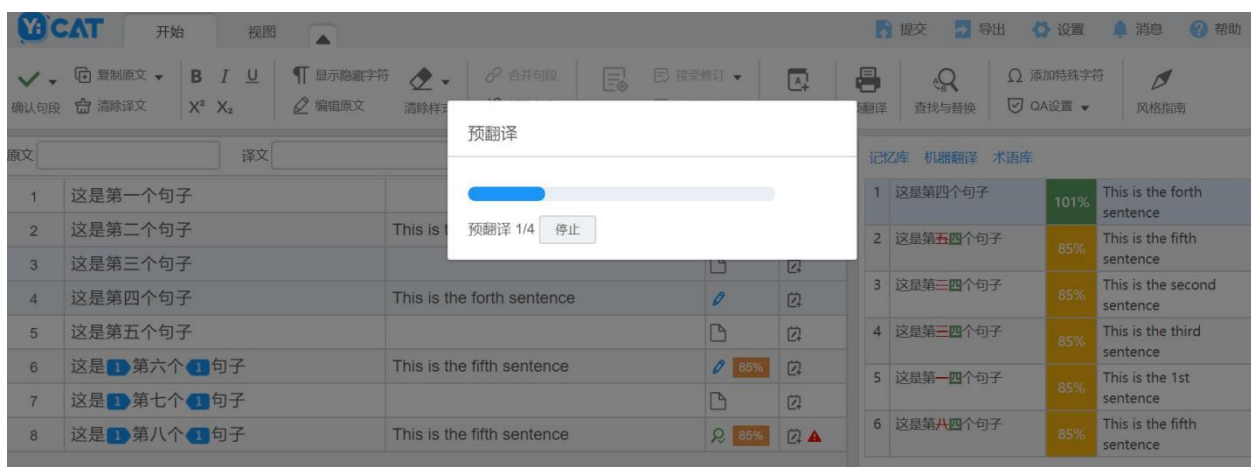 YiCAT 开始 视图 提交 导出 设置 消息 帮助
复制原文 B I U 显示隐藏字符 合并句段 接受修订 添加特殊字符
确认句段 清除译文 X² X₂ 编辑原文 清除样式 预翻译 查找与替换 QA设置 风格指南
预翻译
预翻译 1/4 停止
原文 译文
1 这是第一个句子
2 这是第二个句子 This is
3 这是第三个句子
4 这是第四个句子 This is the forth sentence
5 这是第五个句子
6 这是1第六个1句子 This is the fifth sentence 85%
7 这是1第七个1句子
8 这是1第八个1句子 This is the fifth sentence 85%
记忆库 机器翻译 术语库
1 这是第四个句子 101% This is the forth
sentence
2 这是第五四个句子 85% This is the fifth
sentence
3 这是第二四个句子 85% This is the second
sentence
4 这是第三四个句子 85% This is the third
sentence
5 这是第一四个句子 85% This is the 1st
sentence
6 这是第八四个句子 85% This is the fifth
sentence